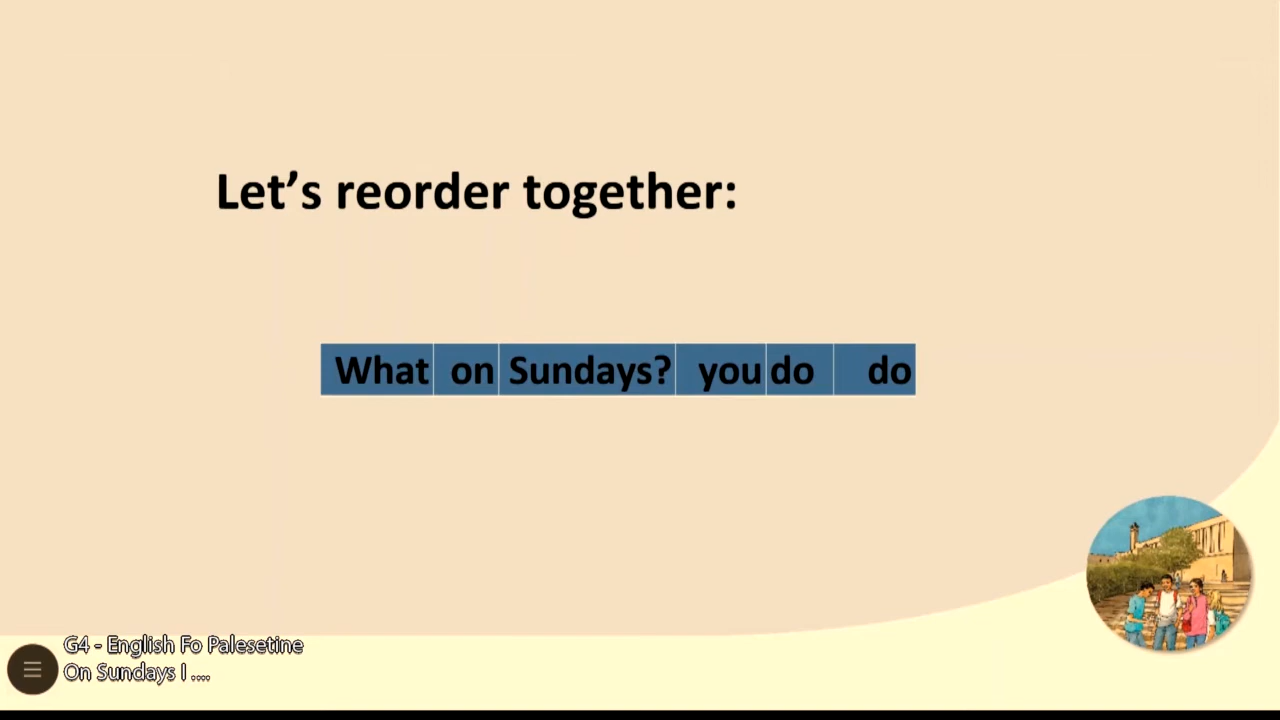 Let’s reorder together:
What on Sundays? you do do
G4 - English Fo Palesetine
On Sundays I ....